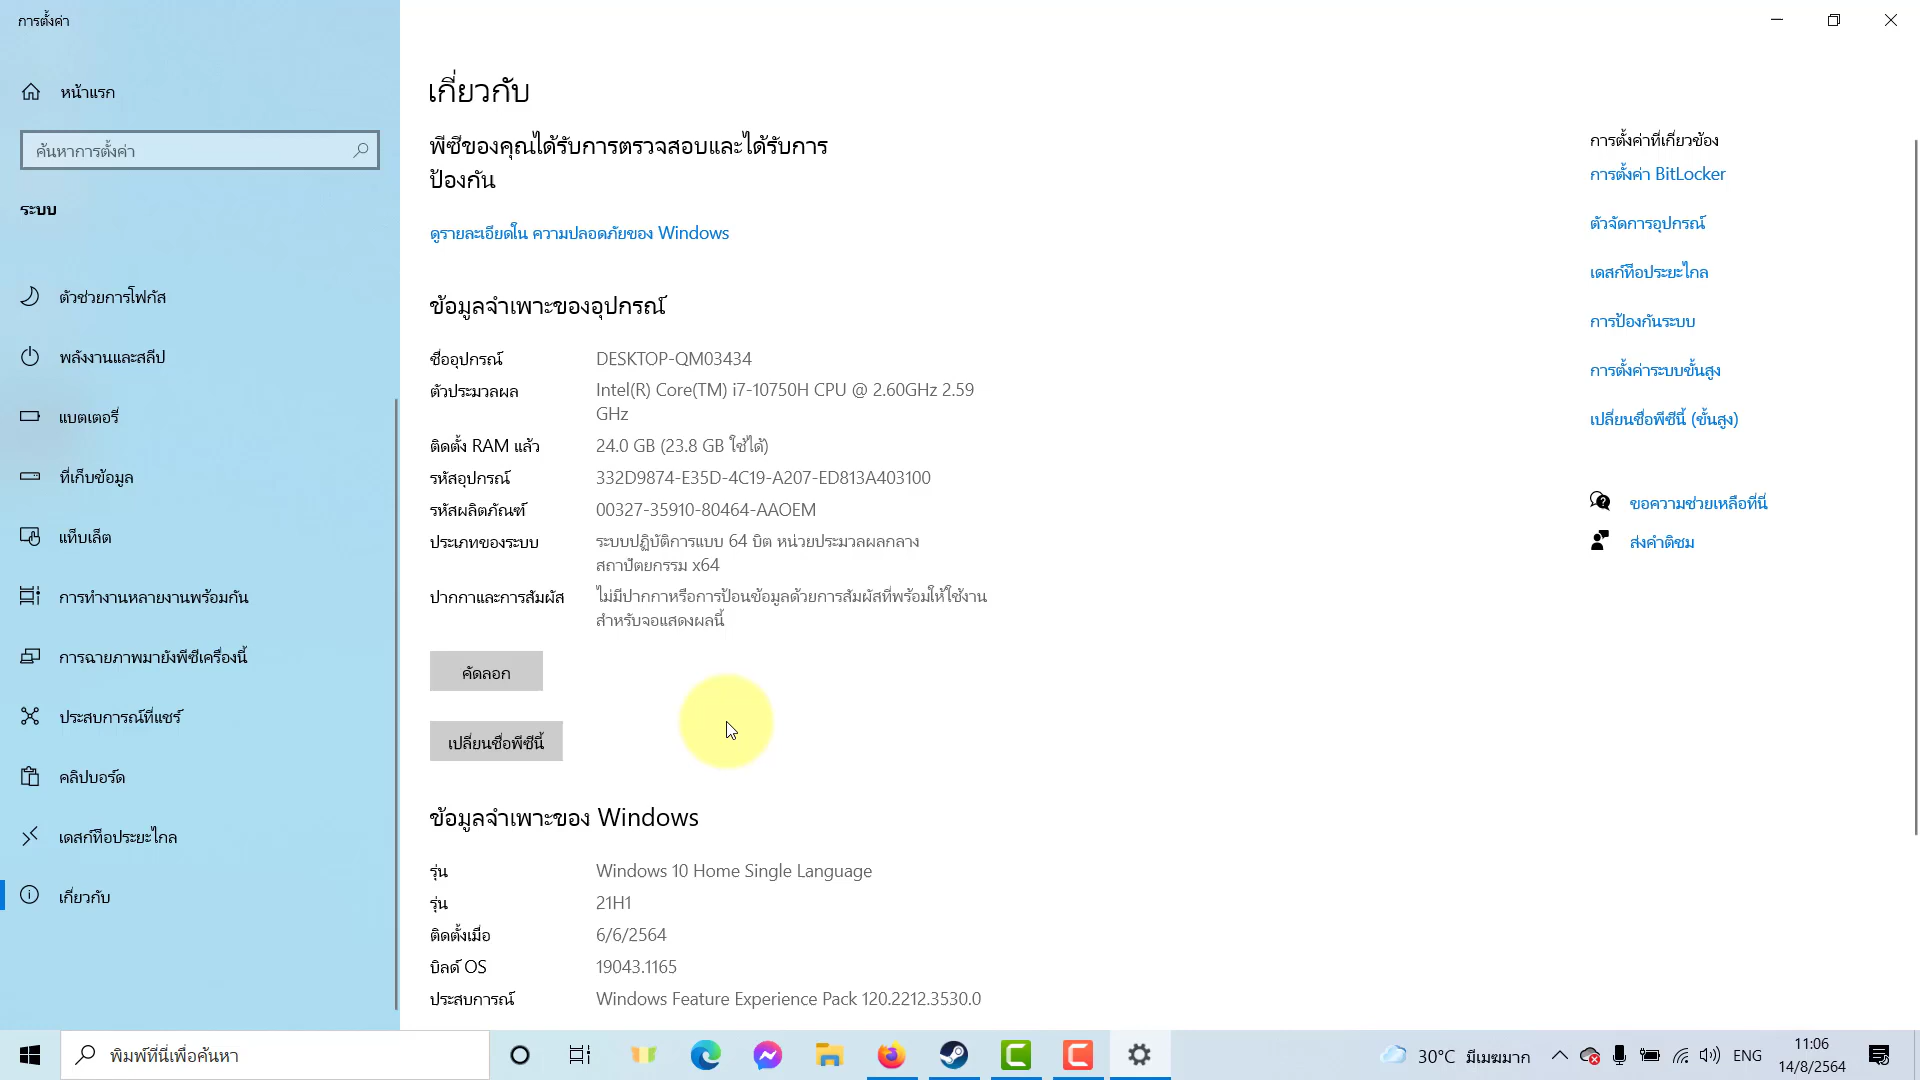 การตั้งค่า
หน้าแรก
ค้นหาการตั้งค่า
ระบบ
ตัวช่วยการโฟกัส
พลังงานและสลีป
แบตเตอรี่
ที่เก็บข้อมูล
แท็บเล็ต
การทำงานหลายงานพร้อมกัน
การฉายภาพมายังพีซีเครื่องนี้
ประสบการณ์ที่แชร์
คลิปบอร์ด
เดสก์ท็อประยะไกล
เกี่ยวกับ
เกี่ยวกับ
พีซีของคุณได้รับการตรวจสอบและได้รับการ
ป้องกัน
ดูรายละเอียดใน ความปลอดภัยของ Windows
ข้อมูลจำเพาะของอุปกรณ์
ชื่ออุปกรณ์ DESKTOP-QM03434
ตัวประมวลผล Intel(R) Core(TM) i7-10750H CPU @ 2.60GHz 2.59
GHz
ติดตั้ง RAM แล้ว 24.0 GB (23.8 GB ใช้ได้)
รหัสอุปกรณ์ 332D9874-E35D-4C19-A207-ED813A403100
รหัสผลิตภัณฑ์ 00327-35910-80464-AAOEM
ประเภทของระบบ ระบบปฏิบัติการแบบ 64 บิต หน่วยประมวลผลกลาง
สถาปัตยกรรม x64
ปากกาและการสัมผัส ไม่มีปากกาหรือการป้อนข้อมูลด้วยการสัมผัสที่พร้อมให้ใช้งาน
สำหรับจอแสดงผลนี้
คัดลอก
เปลี่ยนชื่อพีซีนี้
ข้อมูลจำเพาะของ Windows
รุ่น Windows 10 Home Single Language
รุ่น 21H1
ติดตั้งเมื่อ 6/6/2564
บิลด์ OS 19043.1165
ประสบการณ์ Windows Feature Experience Pack 120.2212.3530.0
การตั้งค่าที่เกี่ยวข้อง
การตั้งค่า BitLocker
ตัวจัดการอุปกรณ์
เดสก์ท็อประยะไกล
การป้องกันระบบ
การตั้งค่าระบบขั้นสูง
เปลี่ยนชื่อพีซีนี้ (ขั้นสูง)
ขอความช่วยเหลือที่นี่
ส่งคำติชม
พิมพ์ที่นี่เพื่อค้นหา
30°C มีเมฆมาก
ENG
11:06
14/8/2564